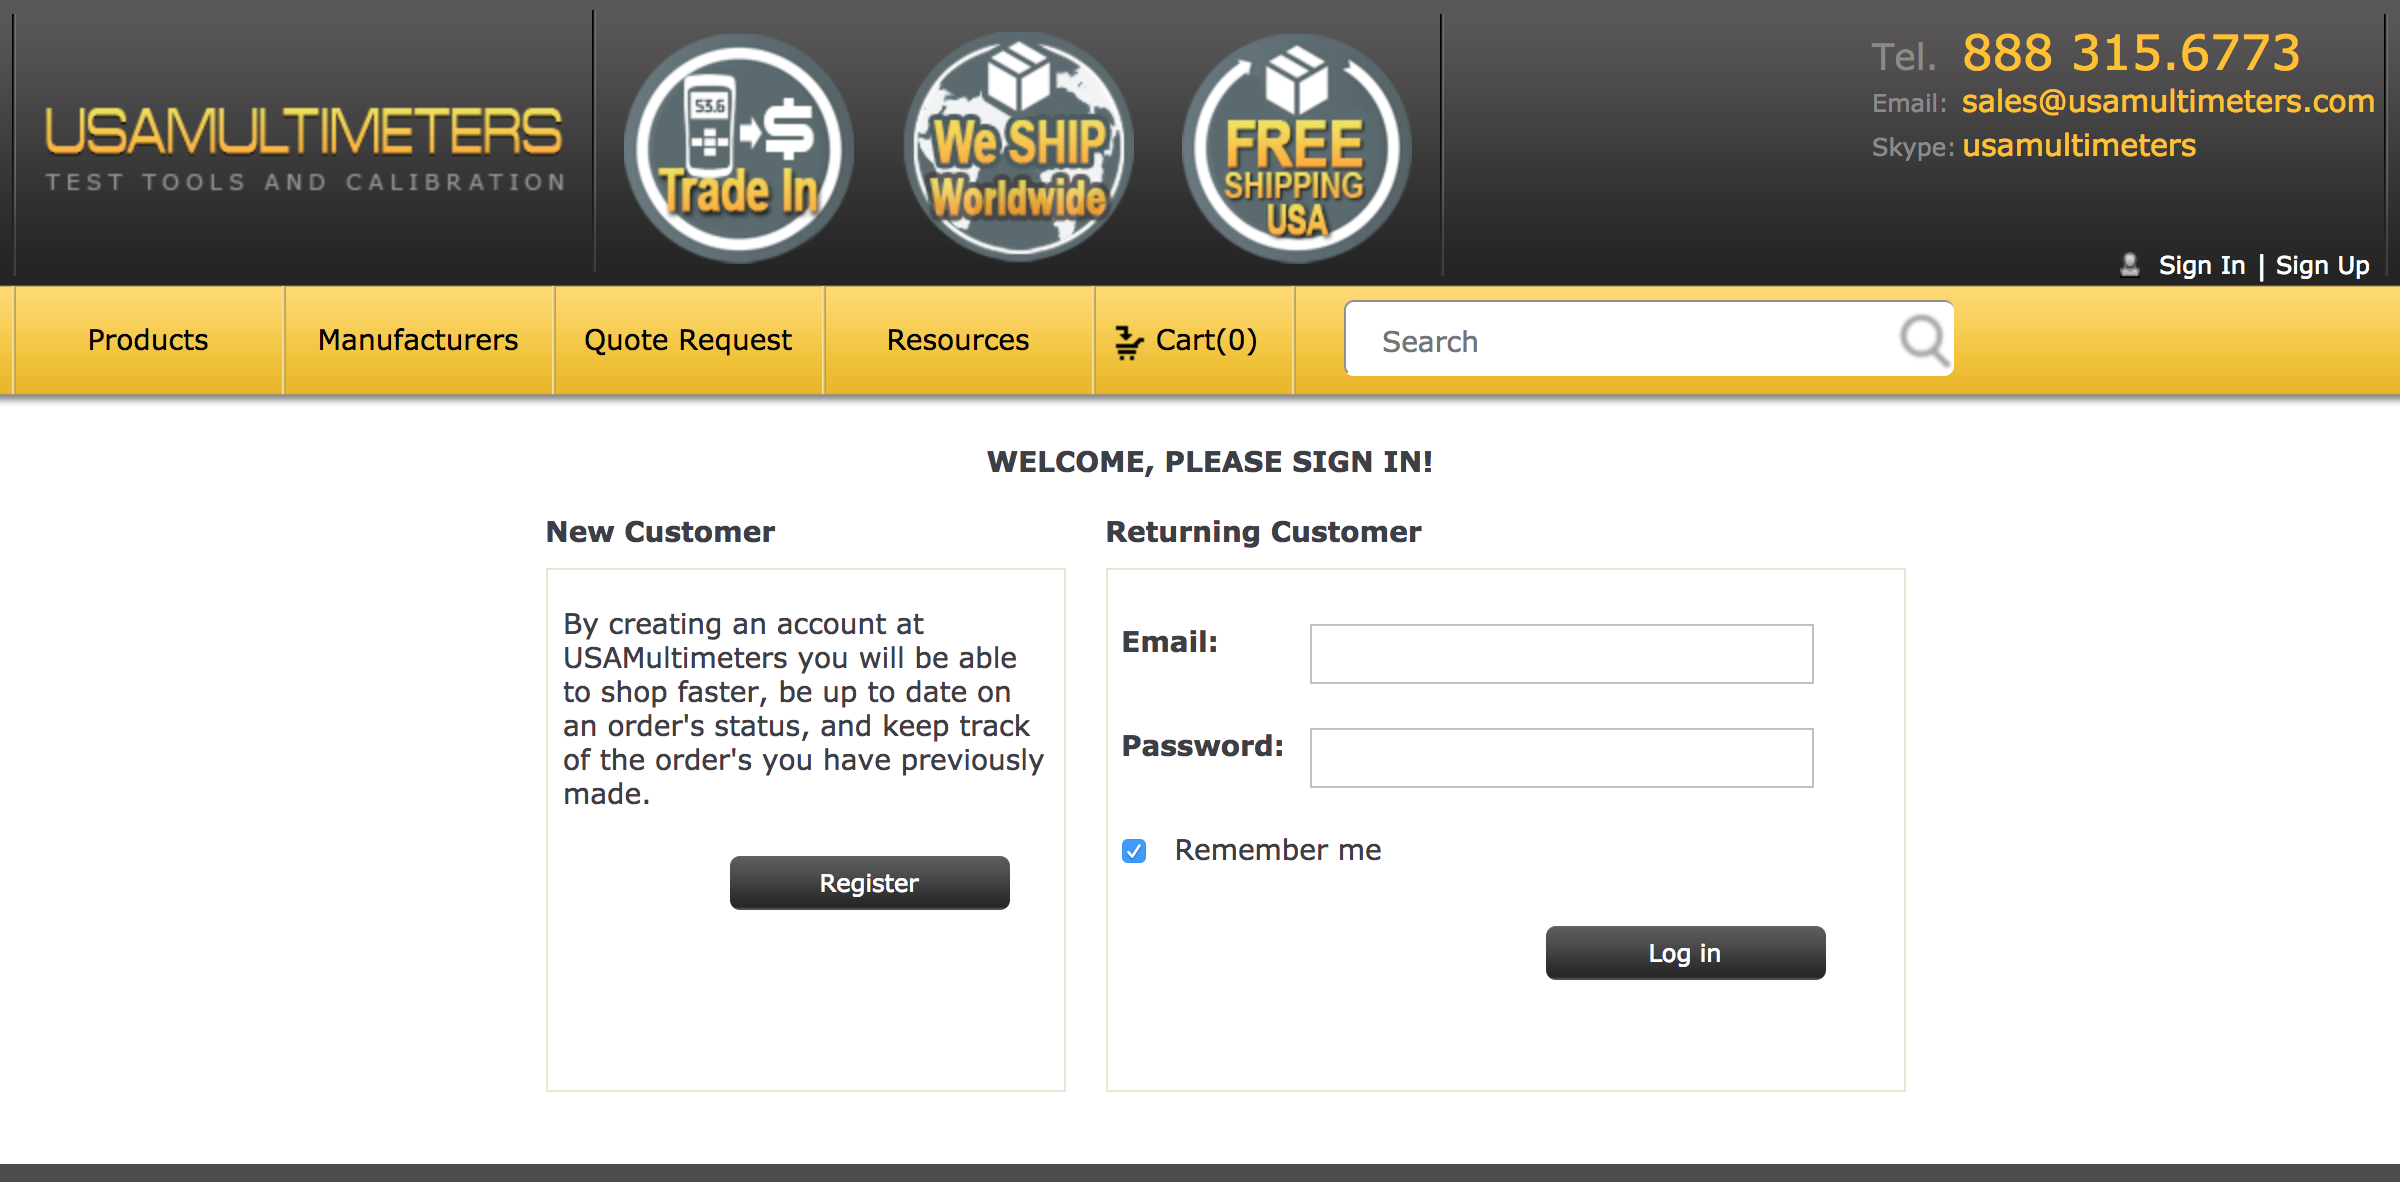 USAMULTIMETERS
TEST TOOLS AND CALIBRATION
53.6
Trade In
We SHIP
Worldwide
FREE
SHIPPING
USA
Tel. 888 315.6773
Email: sales@usamultimeters.com
Skype: usamultimeters
Sign In | Sign Up
Products
Manufacturers
Quote Request
Resources
Cart(0)
Search
WELCOME, PLEASE SIGN IN!
New Customer
By creating an account at
USAMultimeters you will be able
to shop faster, be up to date on
an order's status, and keep track
of the order's you have previously
made.
Register
Returning Customer
Email:
Password:
Remember me
Log in